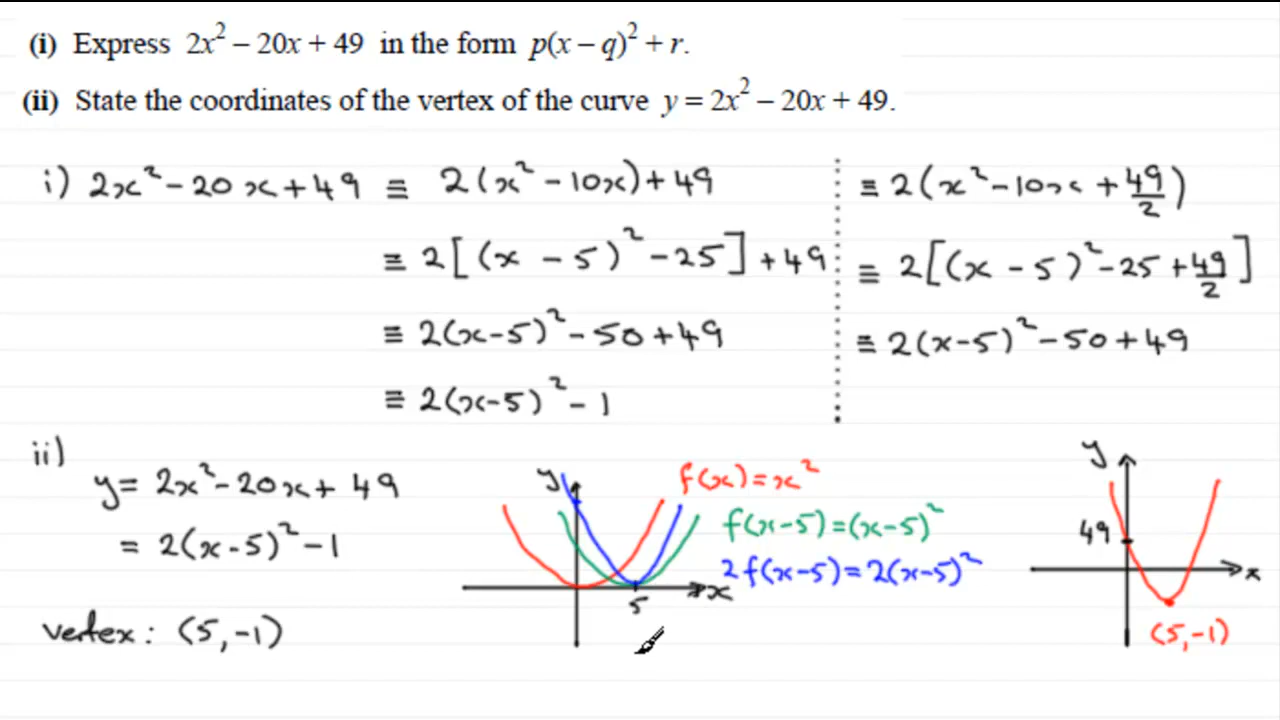 (i) Express 2x² – 20x + 49 in the form p(x – q)² + r.
(ii) State the coordinates of the vertex of the curve y = 2x² – 20x + 49.
i) 2x² – 20x + 49 ≡ 2(x² – 10x) + 49
≡ 2[(x – 5)² – 25] + 49
≡ 2(x – 5)² – 50 + 49
≡ 2(x – 5)² – 1
≡ 2(x² – 10x + 49/2)
≡ 2[(x – 5)² – 25 + 49/2]
≡ 2(x – 5)² – 50 + 49
ii)
y = 2x² – 20x + 49
= 2(x – 5)² – 1
vertex : (5, –1)
y
f(x) = x²
f(x – 5) = (x – 5)²
2f(x – 5) = 2(x – 5)²
x
5
y
49
x
(5, –1)